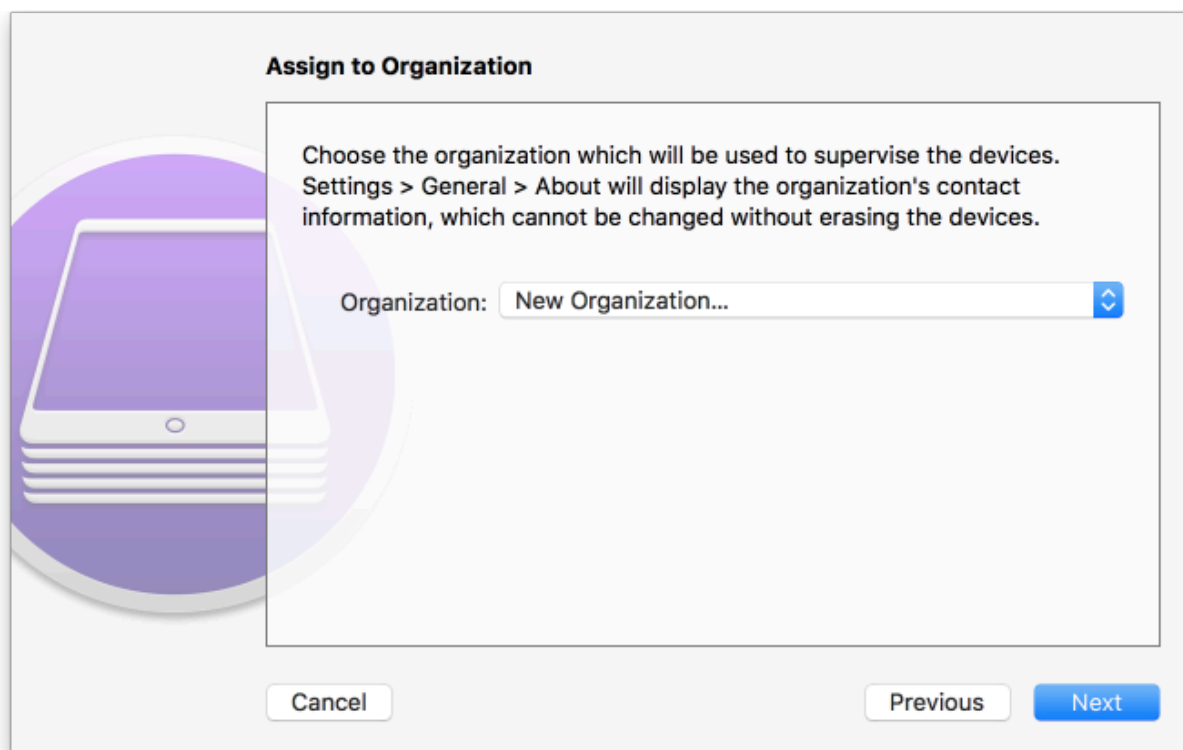 Assign to Organization
Choose the organization which will be used to supervise the devices.
Settings > General > About will display the organization's contact
information, which cannot be changed without erasing the devices.
Organization: New Organization...
Cancel Previous Next